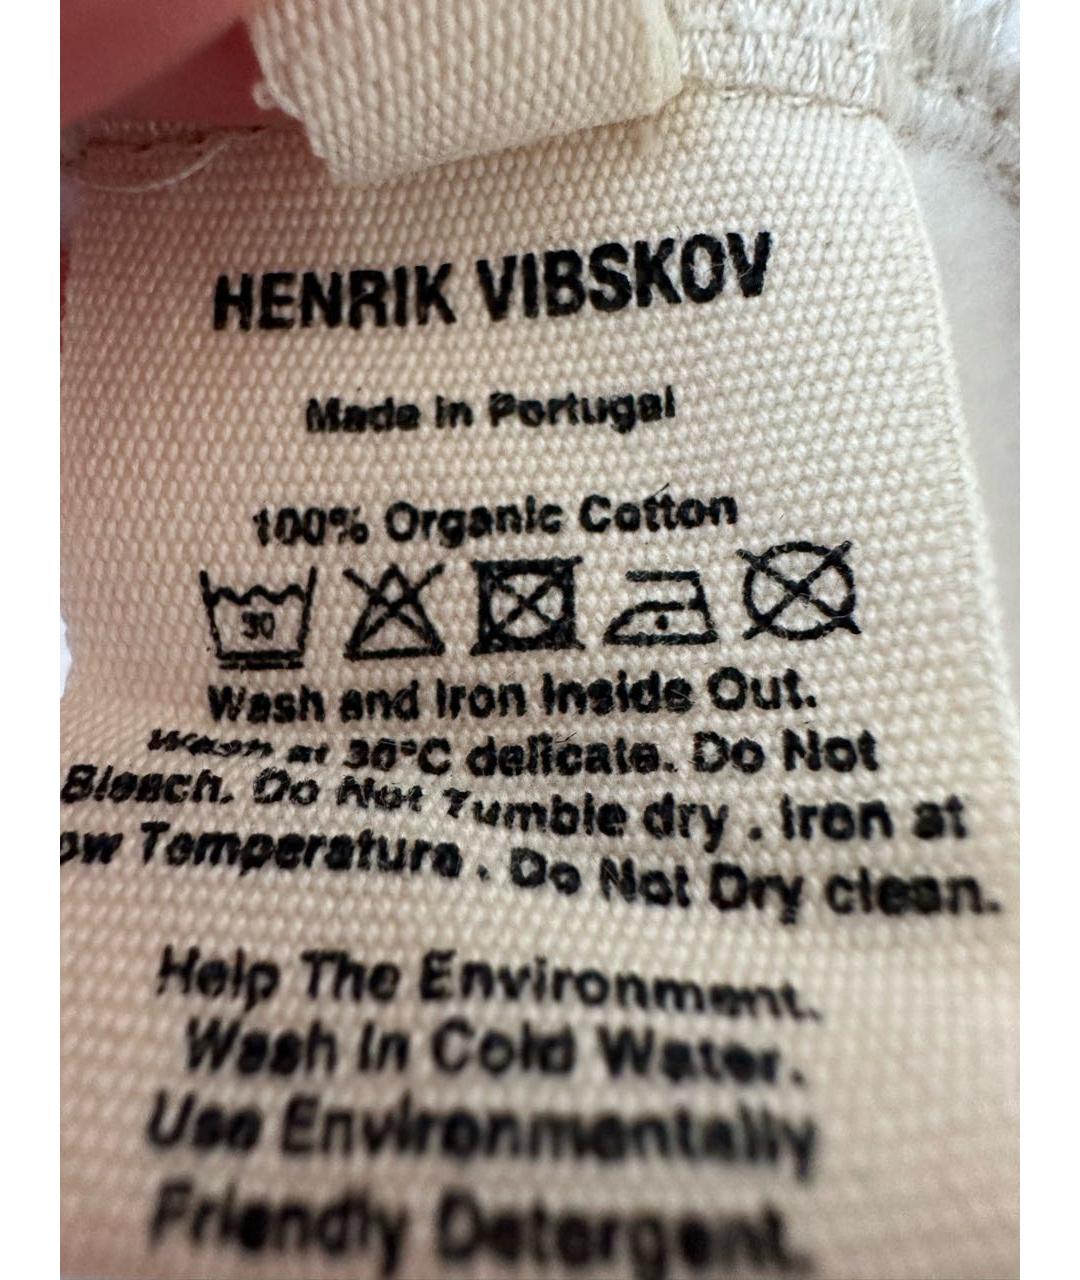 HENRIK VIBSKOV
Made in Portugal
100% Organic Cotton
30
Wash and Iron Inside Out.
Wash at 30°C delicate. Do Not
Bleach. Do Not Tumble dry . Iron at
ow Temperature . Do Not Dry clean.
Help The Environment.
Wash In Cold Water.
Use Environmentally
Friendly Detergent.